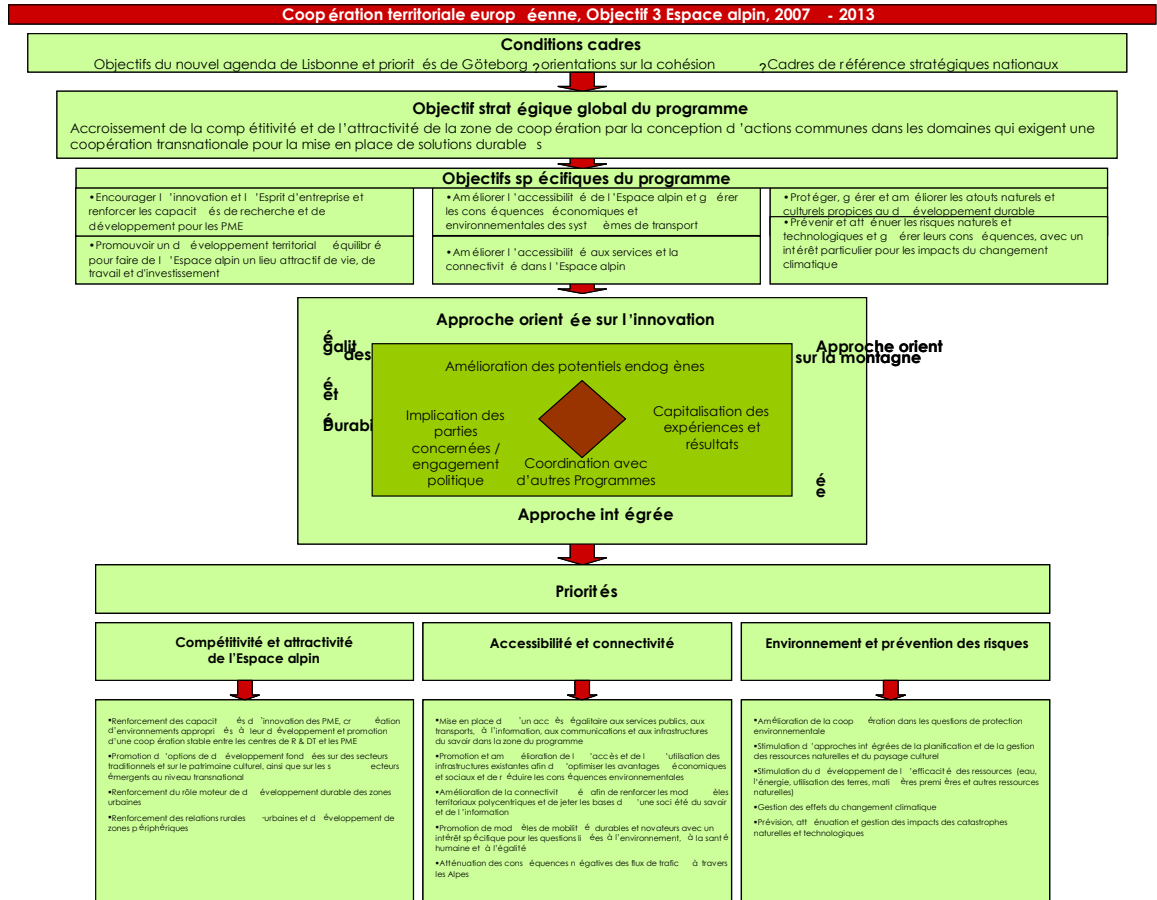 Coopération territoriale européenne, Objectif 3 Espace alpin, 2007 - 2013
Conditions cadres
Objectifs du nouvel agenda de Lisbonne et priorités de Göteborg ?orientations sur la cohésion ?Cadres de référence stratégiques nationaux
Objectif stratégique global du programme
Accroissement de la compétitivité et de l'attractivité de la zone de coopération par la conception d'actions communes dans les domaines qui exigent une
coopération transnationale pour la mise en place de solutions durables
Objectifs spécifiques du programme
•Encourager l'innovation et l'Esprit d'entreprise et
renforcer les capacités de recherche et de
développement pour les PME
•Promouvoir un développement territorial équilibré
pour faire de l'Espace alpin un lieu attractif de vie, de
travail et d'investissement
•Améliorer l'accessibilité de l'Espace alpin et gérer
les conséquences économiques et
environnementales des systèmes de transport
•Améliorer l'accessibilité aux services et la
connectivité dans l'Espace alpin
•Protéger, gérer et améliorer les atouts naturels et
culturels propices au développement durable
•Prévenir et atténuer les risques naturels et
technologiques et gérer leurs conséquences, avec un
intérêt particulier pour les impacts du changement
climatique
Approche orientée sur l'innovation
é
galit
des
é
et
é
Durabi
Approche orient
sur la montagne
é
e
Amélioration des potentiels endogènes
Implication des
parties
concernées /
engagement
politique
Capitalisation des
expériences et
résultats
Coordination avec
d'autres Programmes
Approche intégrée
Priorités
Compétitivité et attractivité
de l'Espace alpin
Accessibilité et connectivité
Environnement et prévention des risques
•Renforcement des capacités d'innovation des PME, création
d'environnements appropriés à leur développement et promotion
d'une coopération stable entre les centres de R & DT et les PME
•Promotion d'options de développement fondées sur des secteurs
traditionnels et sur le patrimoine culturel, ainsi que sur les secteurs
émergents au niveau transnational
•Renforcement du rôle moteur de développement durable des zones
urbaines
•Renforcement des relations rurales-urbaines et développement de
zones périphériques
•Mise en place d'un accès égalitaire aux services publics, aux
transports, à l'information, aux communications et aux infrastructures
du savoir dans la zone du programme
•Promotion et amélioration de l'accès et de l'utilisation des
infrastructures existantes afin d'optimiser les avantages économiques
et sociaux et de réduire les conséquences environnementales
•Amélioration de la connectivité afin de renforcer les modèles
territoriaux polycentriques et de jeter les bases d'une société du savoir
et de l'information
•Promotion de modèles de mobilité durables et novateurs avec un
intérêt spécifique pour les questions liées à l'environnement, à la santé
humaine et à l'égalité
•Atténuation des conséquences négatives des flux de trafic à travers
les Alpes
•Amélioration de la coopération dans les questions de protection
environnementale
•Stimulation d'approches intégrées de la planification et de la gestion
des ressources naturelles et du paysage culturel
•Stimulation du développement de l'efficacité des ressources (eau,
l'énergie, utilisation des terres, matières premières et autres ressources
naturelles)
•Gestion des effets du changement climatique
•Prévision, atténuation et gestion des impacts des catastrophes
naturelles et technologiques